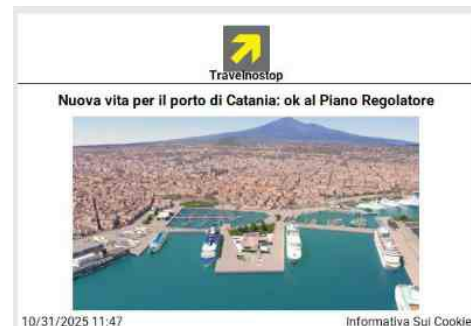 Travelnostop
Nuova vita per il porto di Catania: ok al Piano Regolatore
10/31/2025 11:47
Informativa Sui Cookie